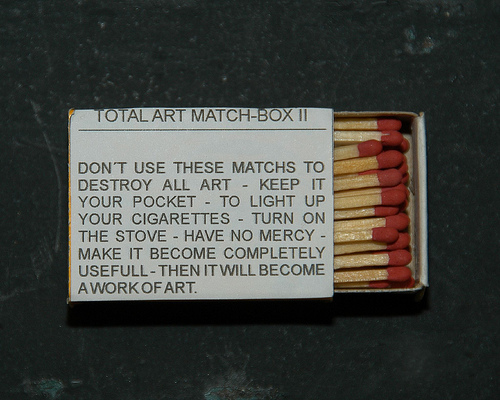 TOTAL ART MATCH-BOX II
DON´T USE THESE MATCHS TO
DESTROY ALL ART - KEEP IT
YOUR POCKET - TO LIGHT UP
YOUR CIGARETTES - TURN ON
THE STOVE - HAVE NO MERCY -
MAKE IT BECOME COMPLETELY
USEFULL - THEN IT WILL BECOME
A WORK OF ART.